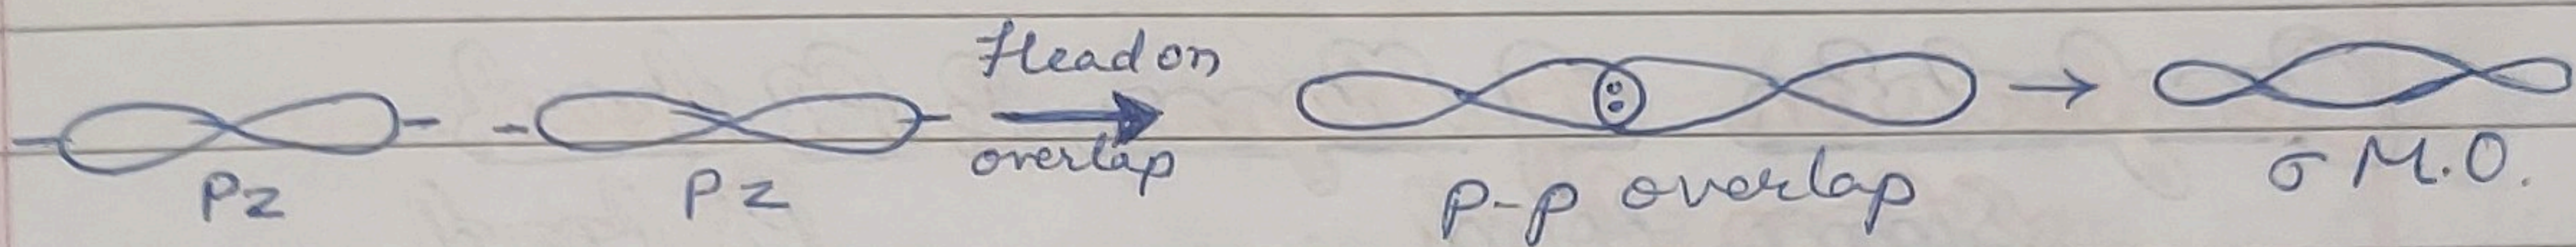 Head on
overlap
Pz
Pz
p-p overlap
→ σ M.O.